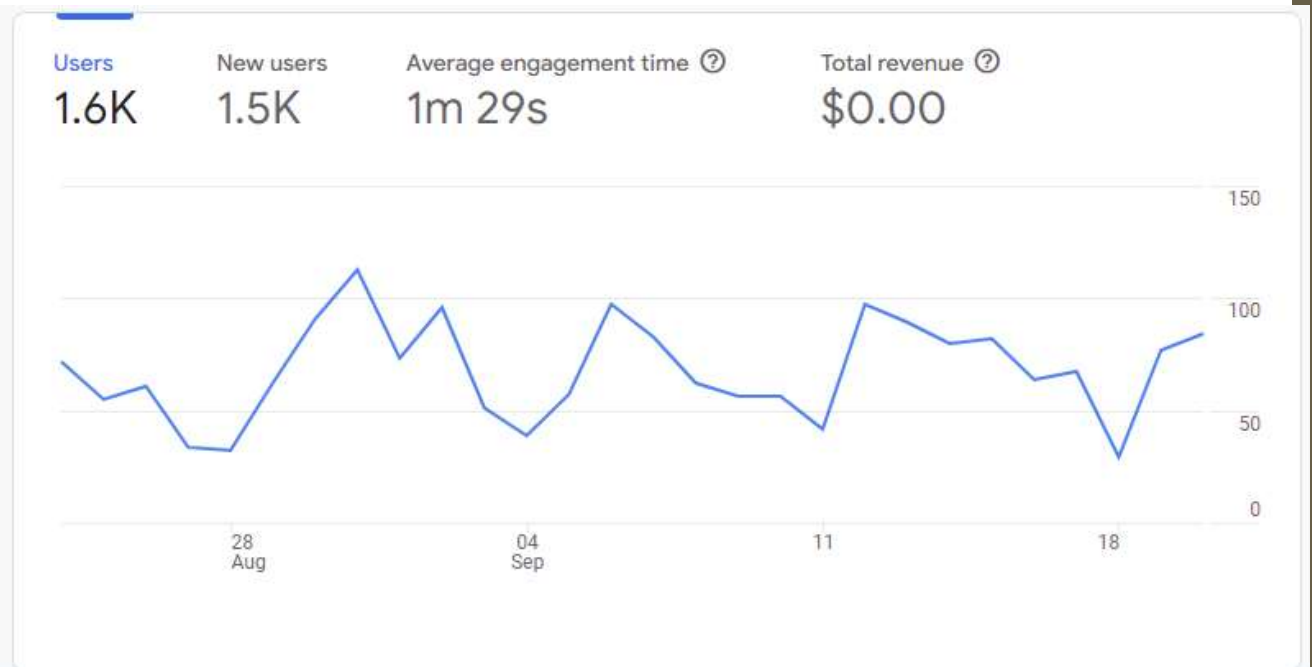 Users New users Average engagement time Total revenue
1.6K 1.5K 1m 29s $0.00
150
100
50
0
28 04 11 18
Aug Sep